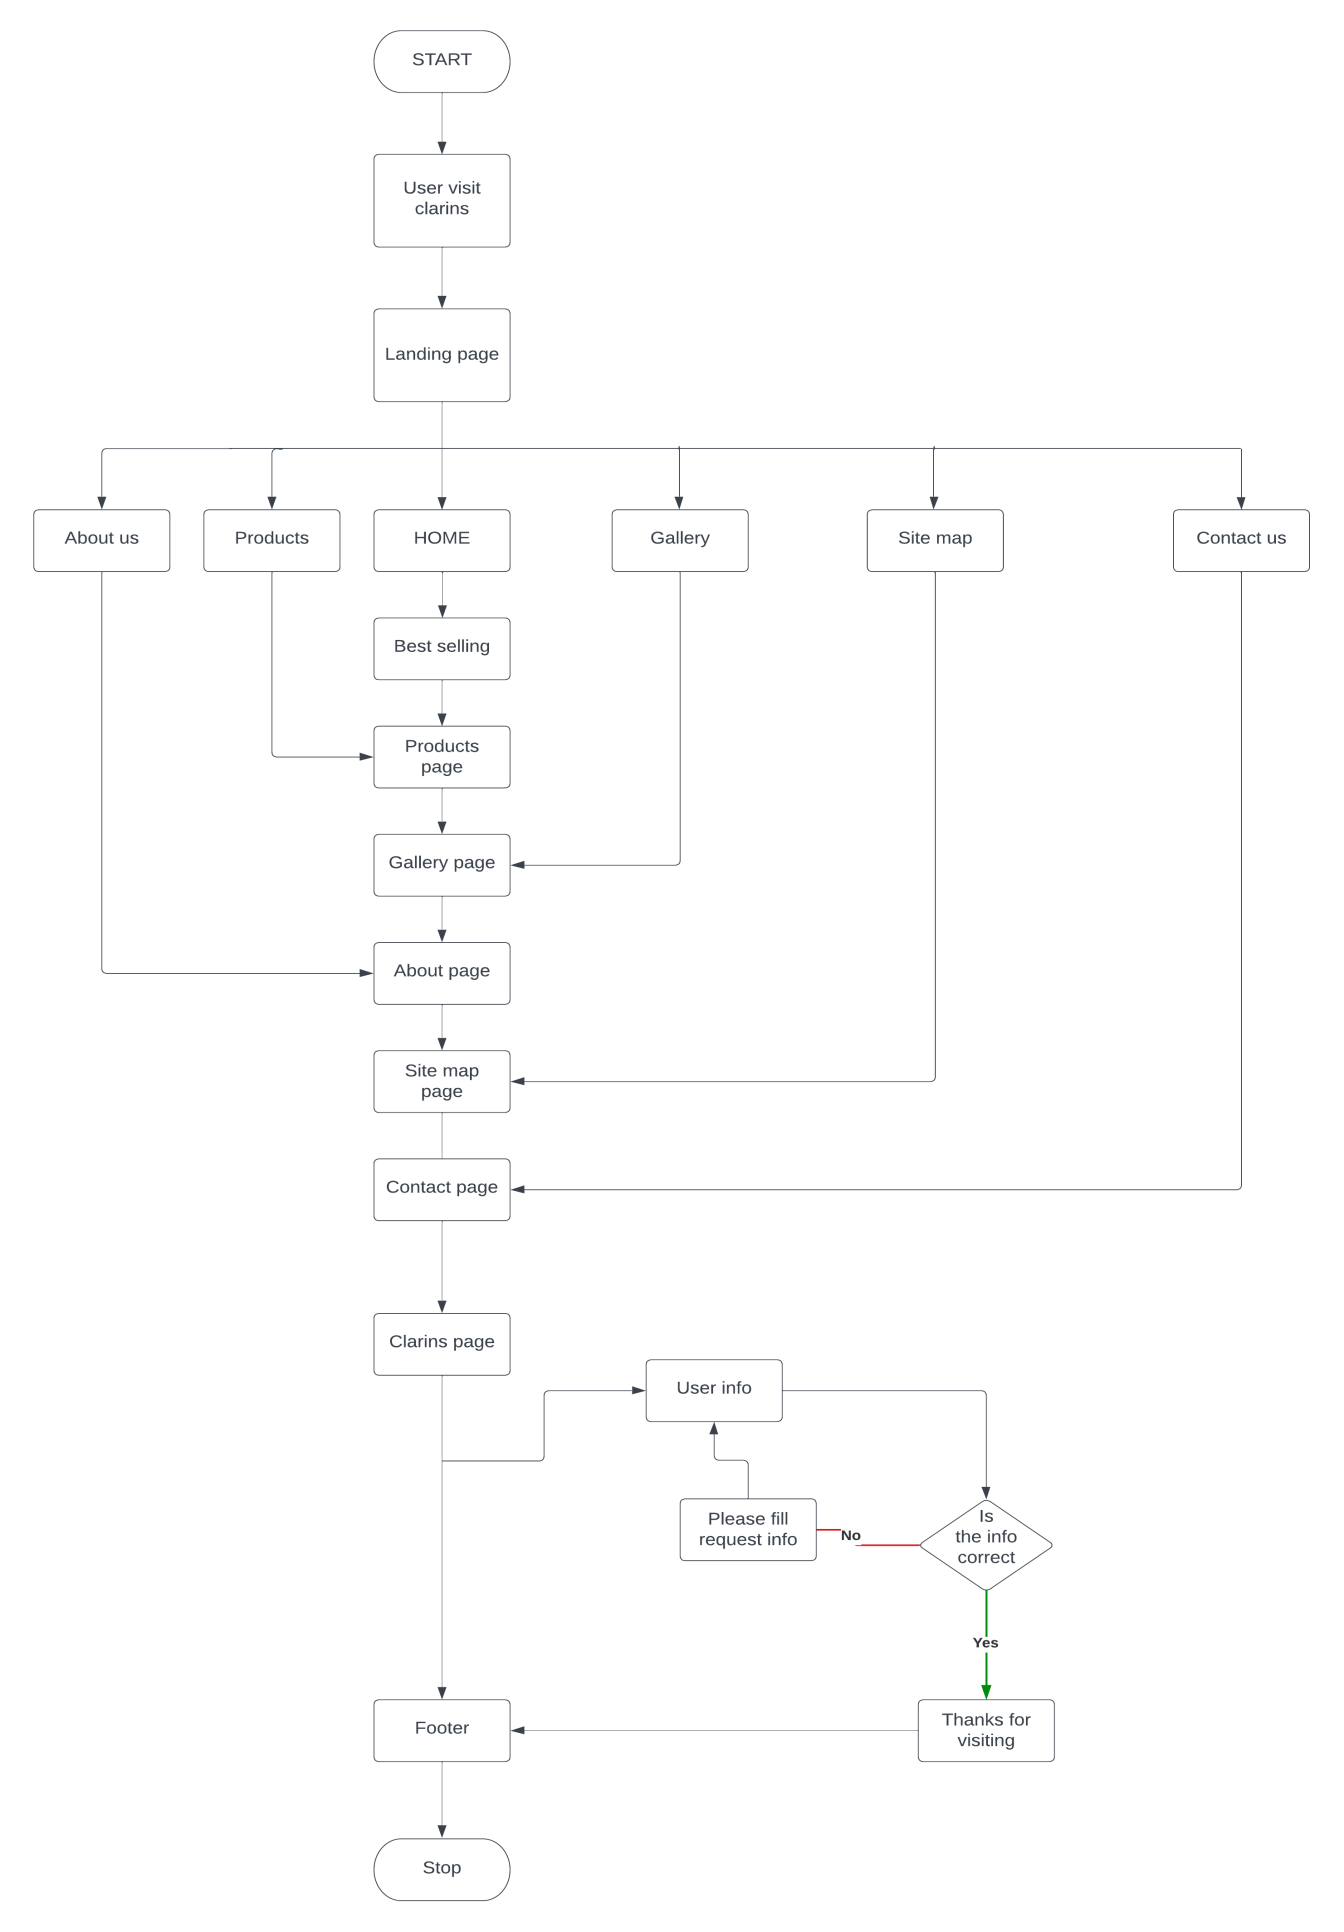 START
User visit
clarins
Landing page
About us
Products
HOME
Gallery
Site map
Contact us
Best selling
Products
page
Gallery page
About page
Site map
page
Contact page
Clarins page
User info
Please fill
request info
No
Is
the info
correct
Yes
Footer
Thanks for
visiting
Stop